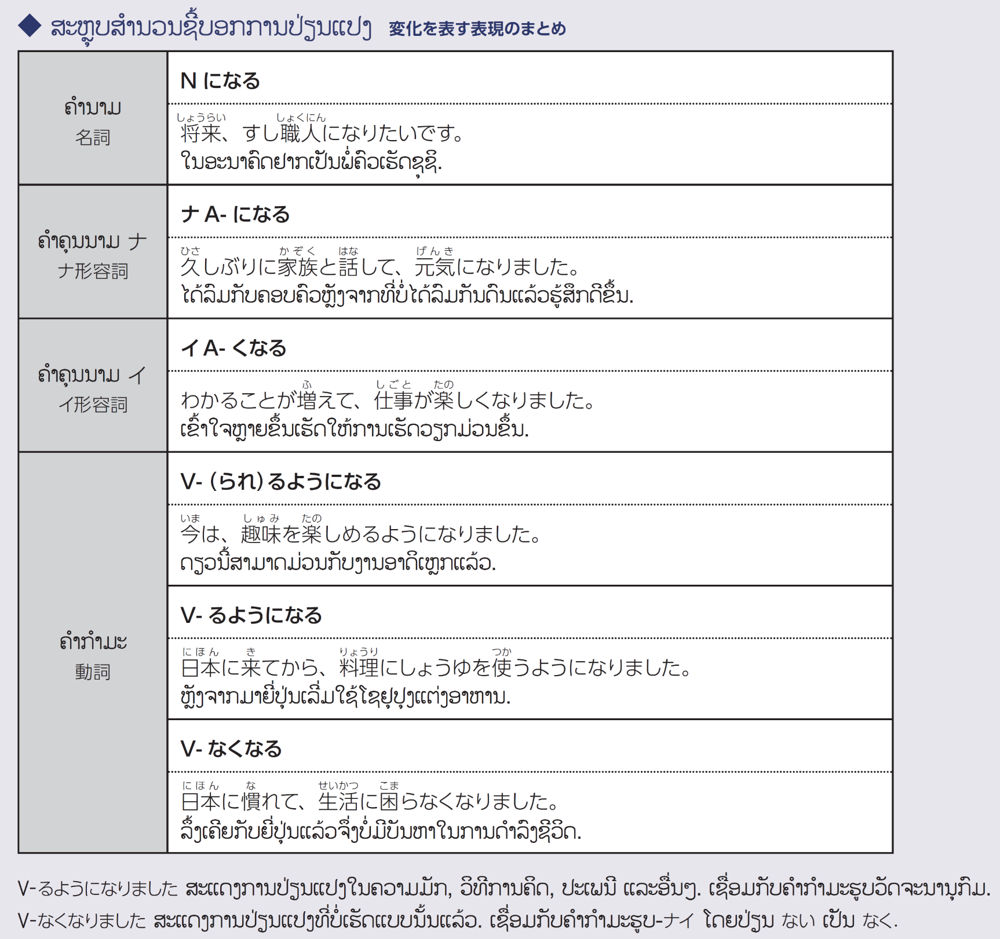 ◆ ສະຫຼຸບສຳນວນຊີ້ບອກການປ່ຽນແປງ 変化を表す表現のまとめ
ຄຳນາມ
名詞
N になる
しょうらい しょくにん
将来、すし職人になりたいです。
ໃນອະນາຄົດຢາກເປັນພໍ່ຄົວເຮັດຊຸຊິ.
ຄຳຄຸນນາມ ナ
ナ形容詞
ナ A- になる
ひさ かぞく はな げんき
久しぶりに家族と話して、元気になりました。
ໄດ້ລົມກັບຄອບຄົວຫຼັງຈາກທີ່ບໍ່ໄດ້ລົມກັນດົນແລ້ວຮູ້ສຶກດີຂຶ້ນ.
ຄຳຄຸນນາມ イ
イ形容詞
イ A- くなる
ふ しごと たの
わかることが増えて、仕事が楽しくなりました。
ເຂົ້າໃຈຫຼາຍຂຶ້ນເຮັດໃຫ້ການເຮັດວຽກມ່ວນຂຶ້ນ.
ຄຳກຳມະ
動詞
V- (られ) るようになる
いま しゅみ たの
今は、趣味を楽しめるようになりました。
ດຽວນີ້ສາມາດມ່ວນກັບງານອາດິເຫຼກແລ້ວ.
V- るようになる
にほん き りょうり つか
日本に来てから、料理にしょうゆを使うようになりました。
ຫຼັງຈາກມາຍີ່ປຸ່ນເລີ່ມໃຊ້ໂຊຢຸປຸງແຕ່ງອາຫານ.
V- なくなる
にほん な せいかつ こま
日本に慣れて、生活に困らなくなりました。
ລຶ້ງເຄີຍກັບຍີ່ປຸ່ນແລ້ວຈຶ່ງບໍ່ມີບັນຫາໃນການດຳລົງຊີວິດ.
V-るようになりました ສະແດງການປ່ຽນແປງໃນຄວາມມັກ, ວິທີການຄິດ, ປະເພນີ ແລະອື່ນໆ. ເຊື່ອມກັບຄຳກຳມະຮູບວັດຈະນານຸກົມ.
V-なくなりました ສະແດງການປ່ຽນແປງທີ່ບໍ່ເຮັດແບບນັ້ນແລ້ວ. ເຊື່ອມກັບຄຳກຳມະຮູບ-ナイ ໂດຍປ່ຽນ ない ເປັນ なく.